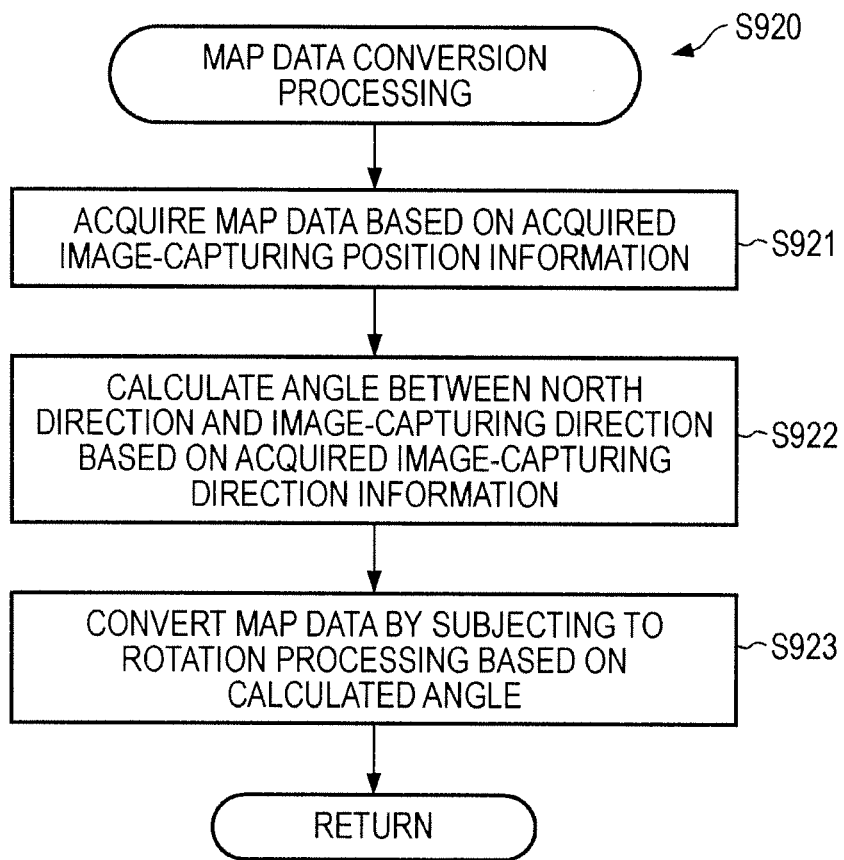 S920
MAP DATA CONVERSION
PROCESSING
ACQUIRE MAP DATA BASED ON ACQUIRED
IMAGE-CAPTURING POSITION INFORMATION
S921
CALCULATE ANGLE BETWEEN NORTH
DIRECTION AND IMAGE-CAPTURING DIRECTION
BASED ON ACQUIRED IMAGE-CAPTURING
DIRECTION INFORMATION
S922
CONVERT MAP DATA BY SUBJECTING TO
ROTATION PROCESSING BASED ON
CALCULATED ANGLE
S923
RETURN